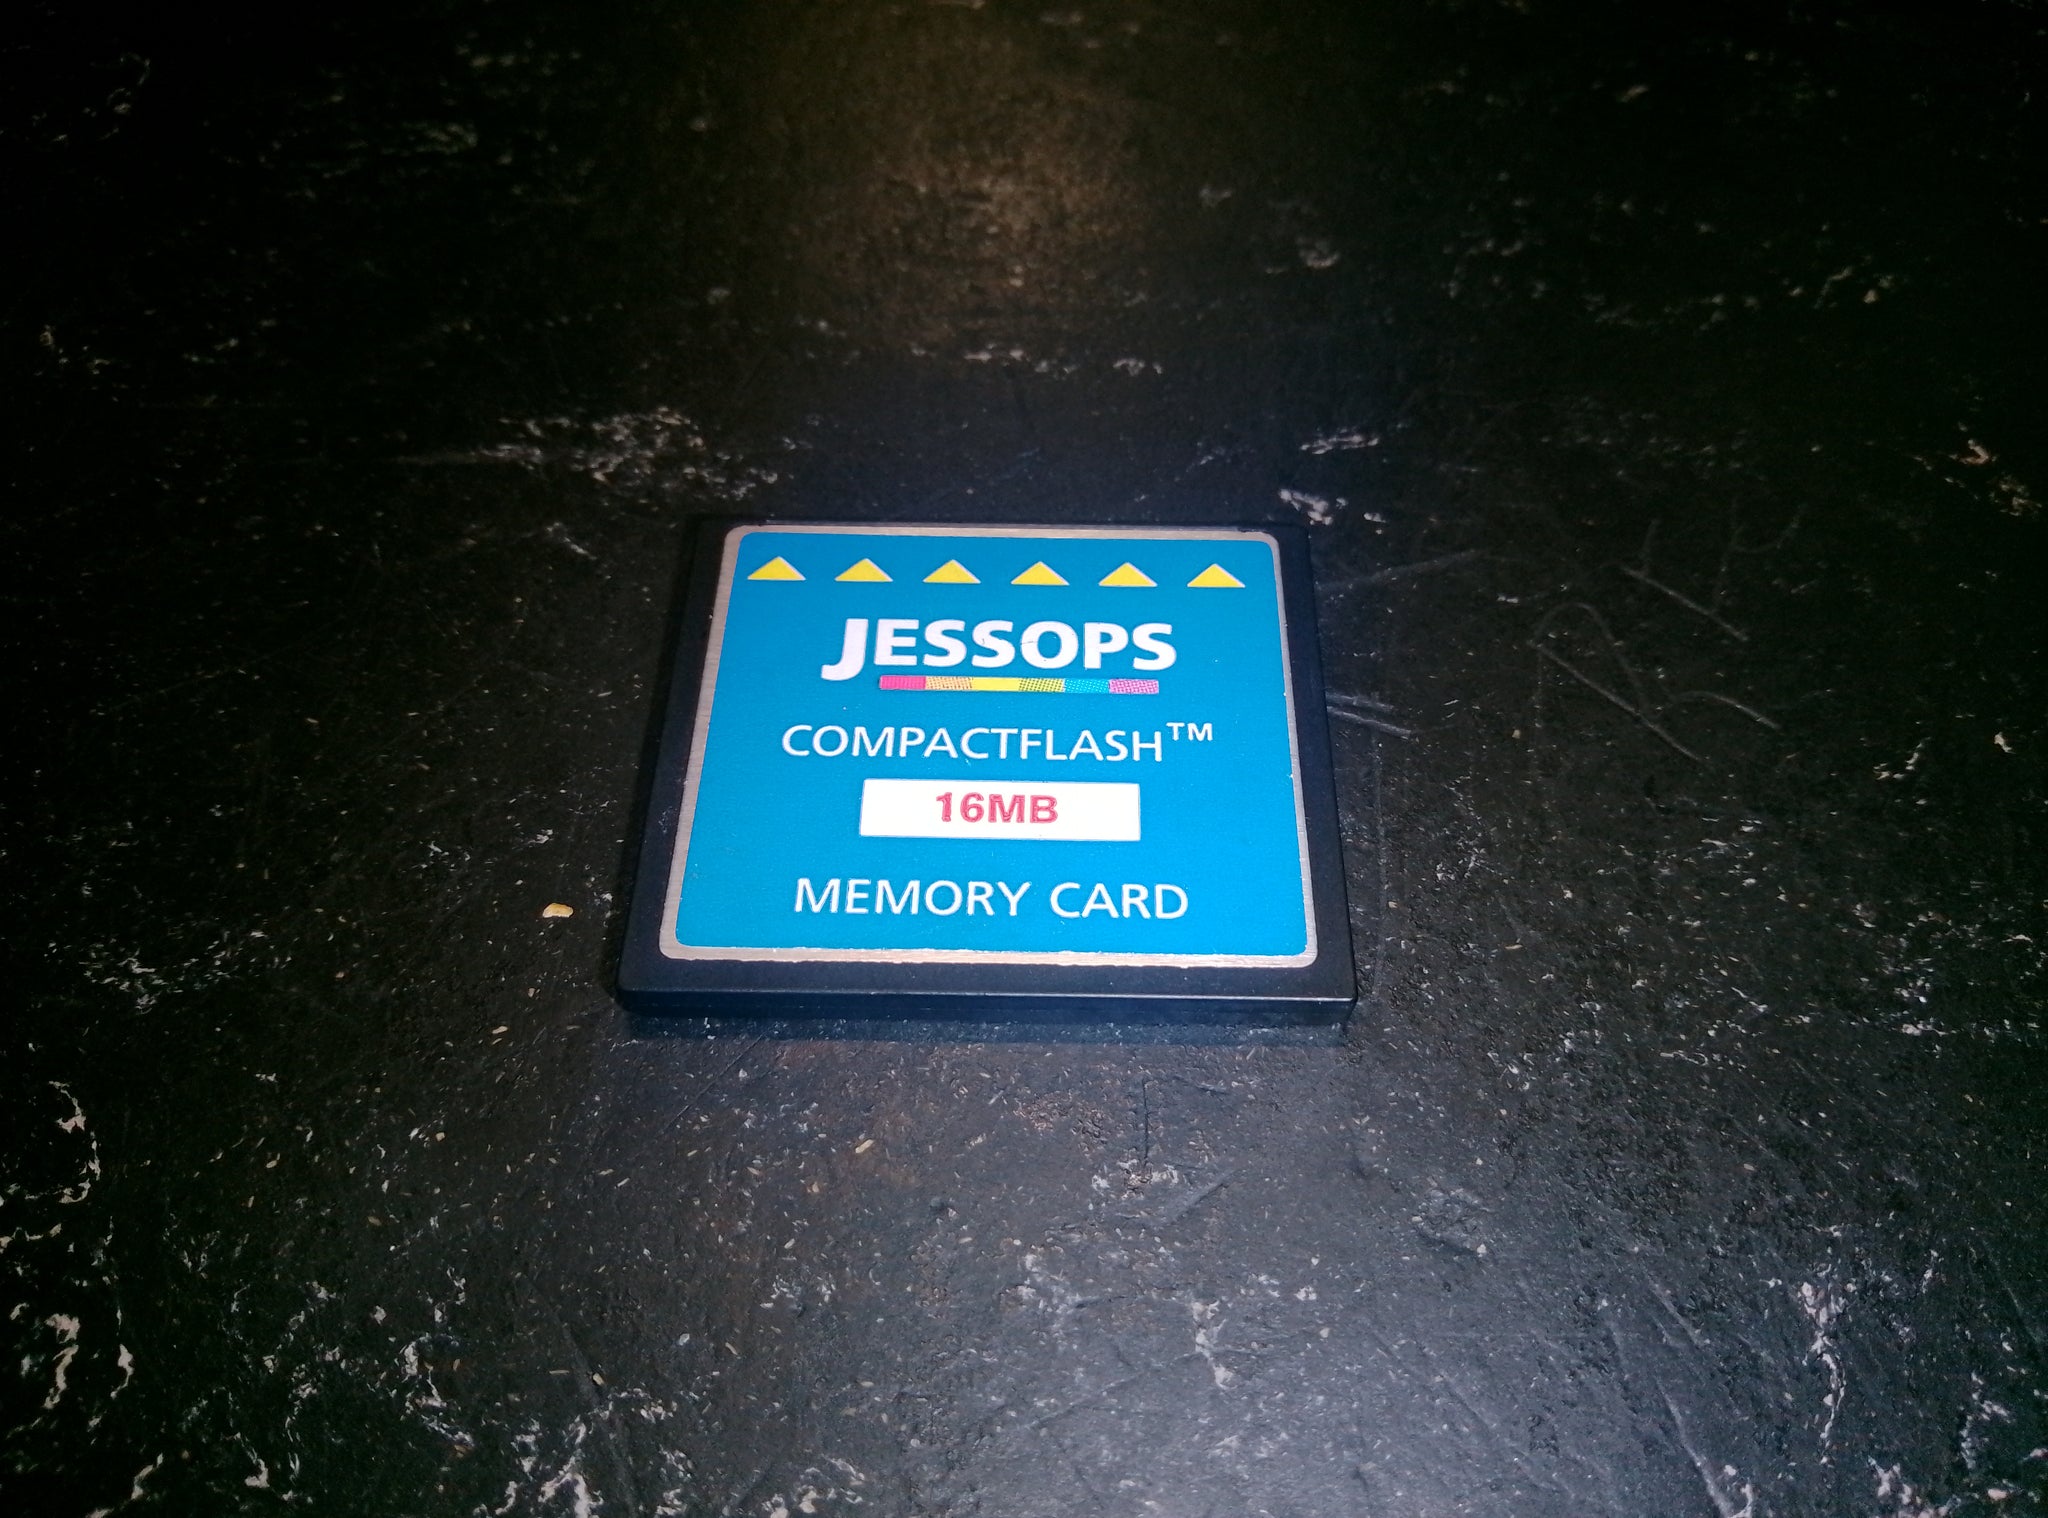 JESSOPS
COMPACTFLASH™
16MB
MEMORY CARD